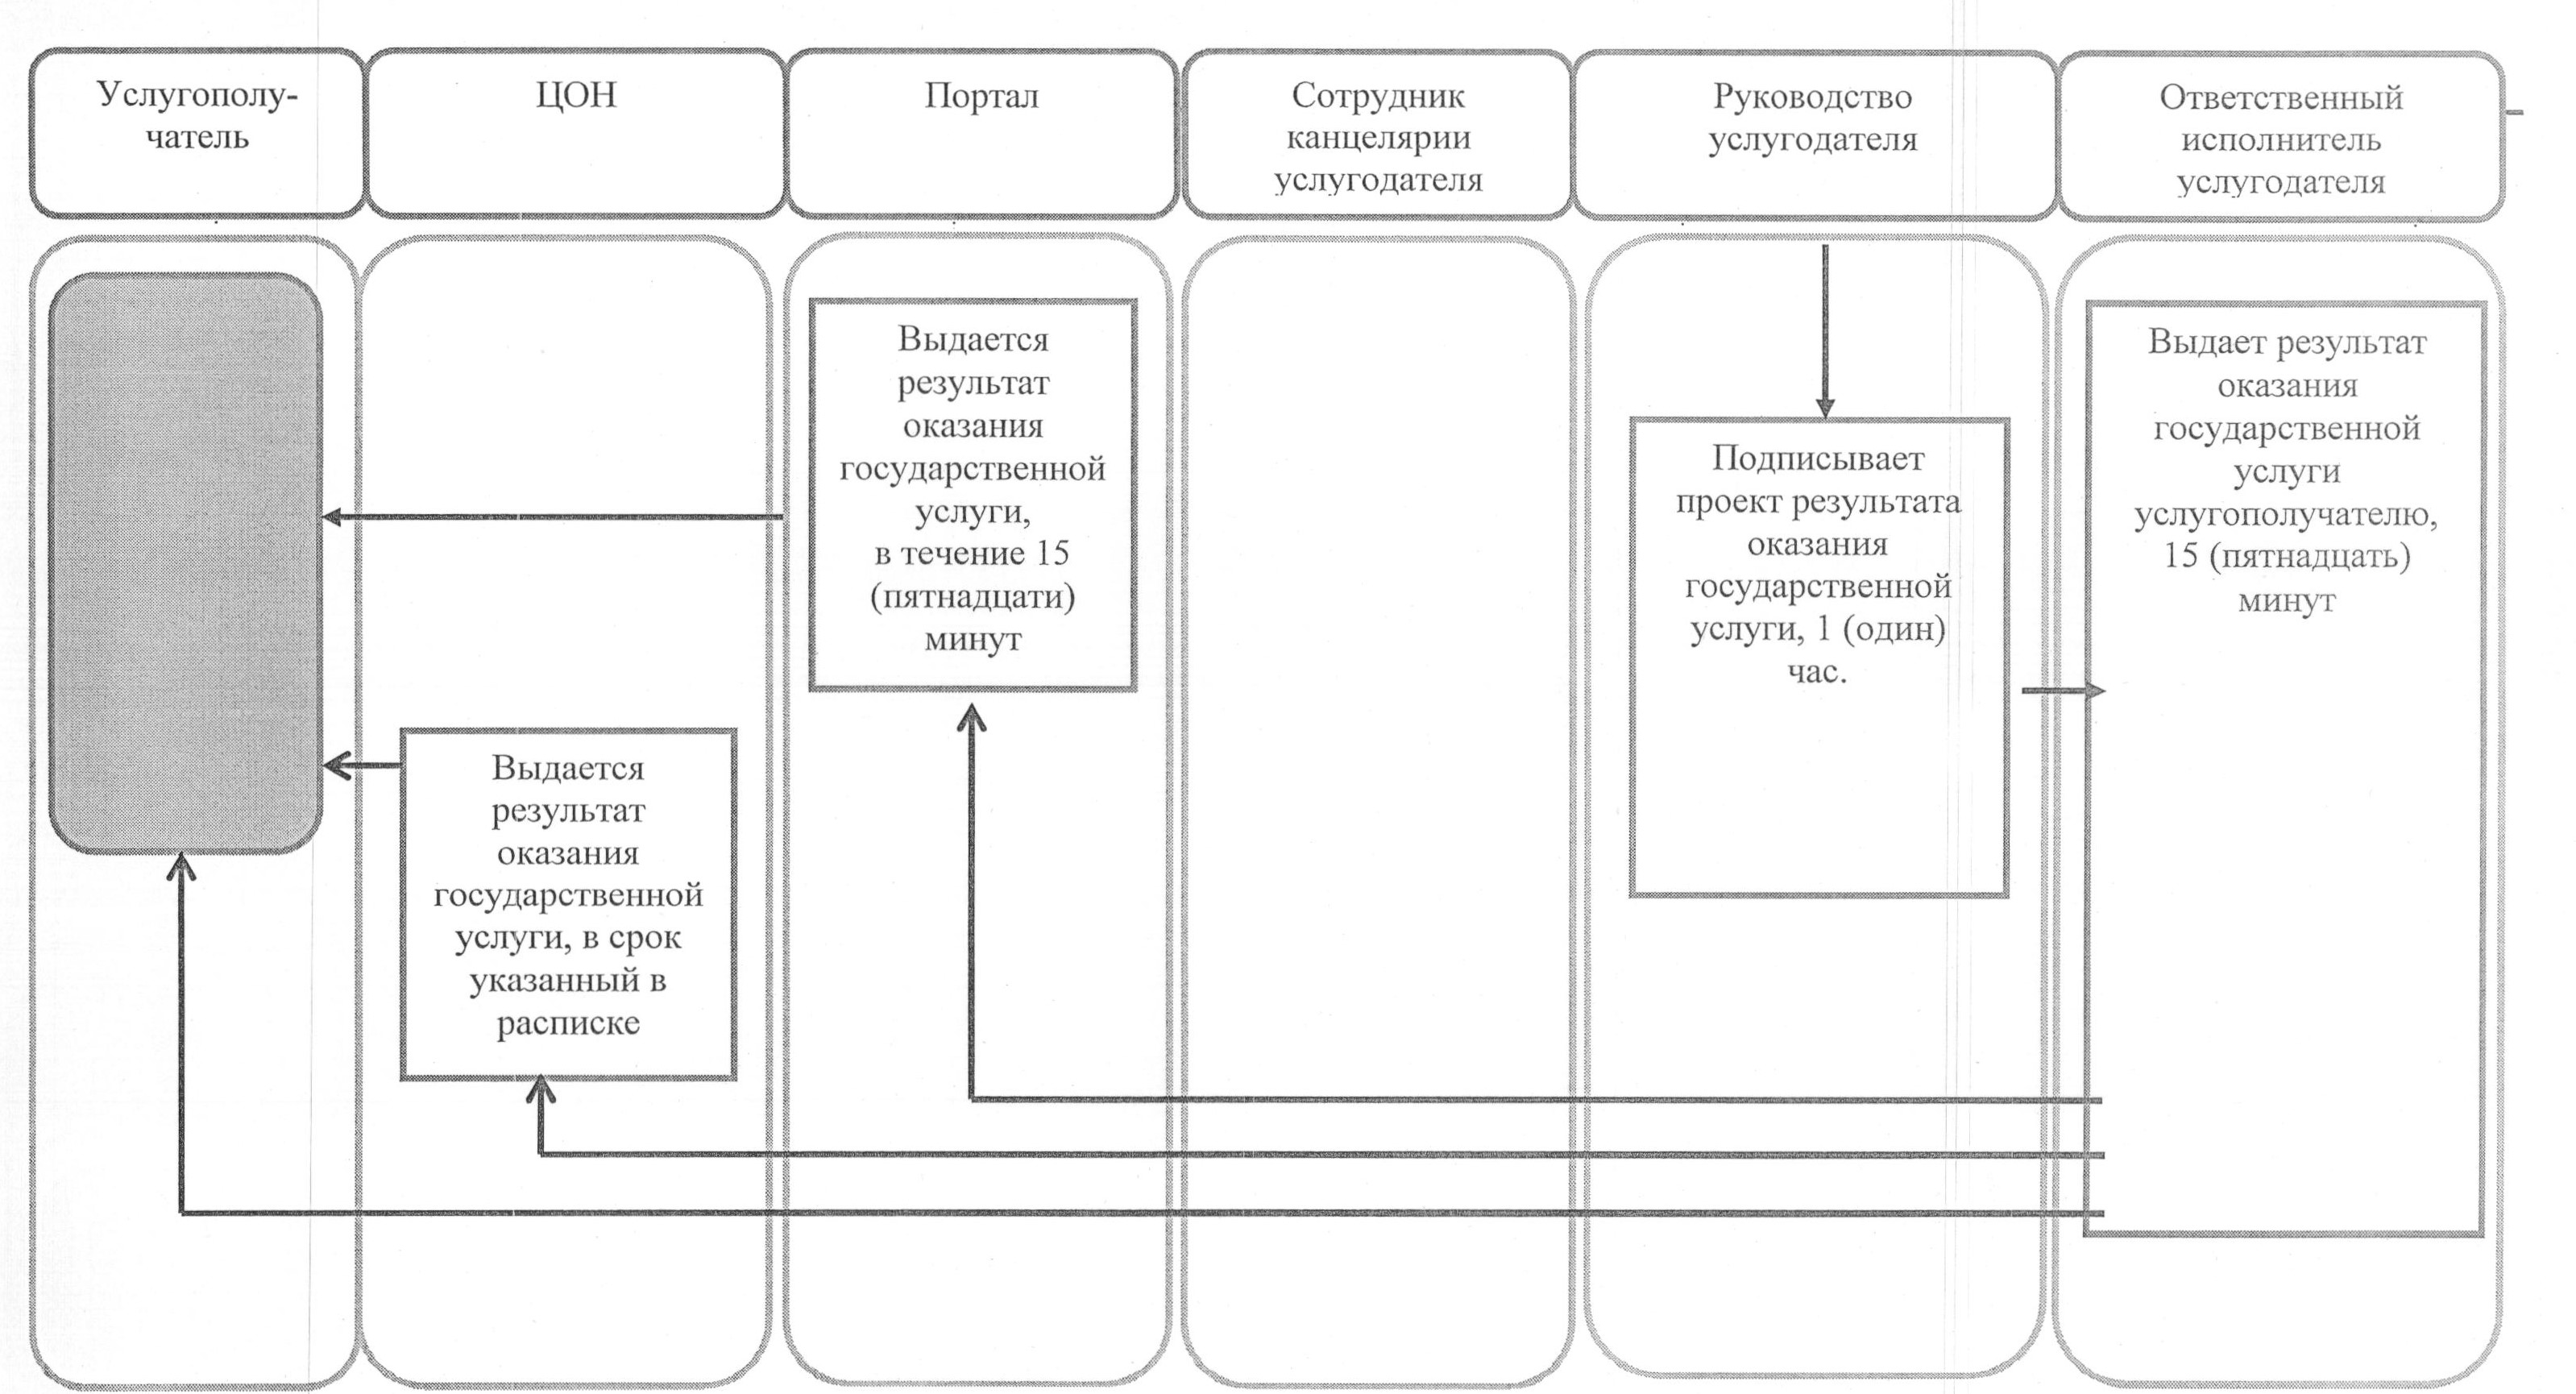 Услугополу-
чатель
ЦОН
Портал
Сотрудник
канцелярии
услугодателя
Руководство
услугодателя
Ответственный
исполнитель
услугодателя
Выдается
результат
оказания
государственной
услуги,
в течение 15
(пятнадцати)
минут
Выдается
результат
оказания
государственной
услуги, в срок
указанный в
расписке
Подписывает
проект результата
оказания
государственной
услуги, 1 (один)
час.
Выдает результат
оказания
государственной
услуги
услугополучателю,
15 (пятнадцать)
минут